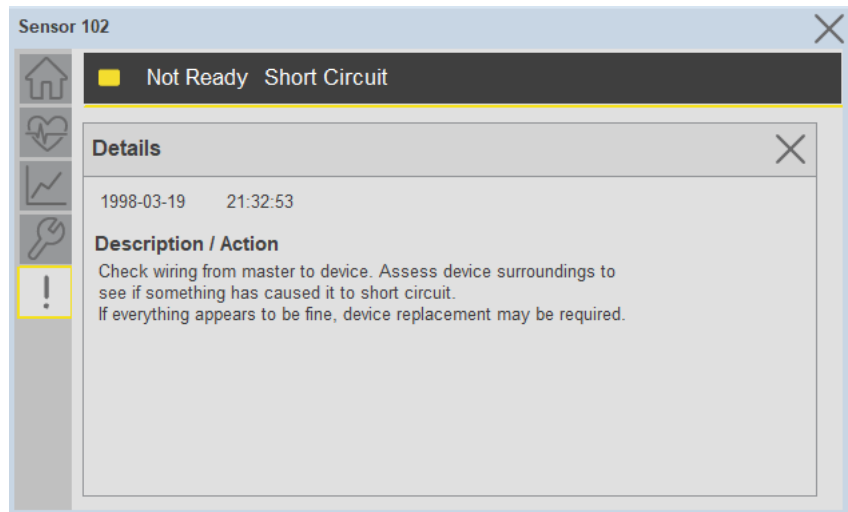 Sensor 102
Not Ready Short Circuit
Details
1998-03-19 21:32:53
Description / Action
Check wiring from master to device. Assess device surroundings to
see if something has caused it to short circuit.
If everything appears to be fine, device replacement may be required.